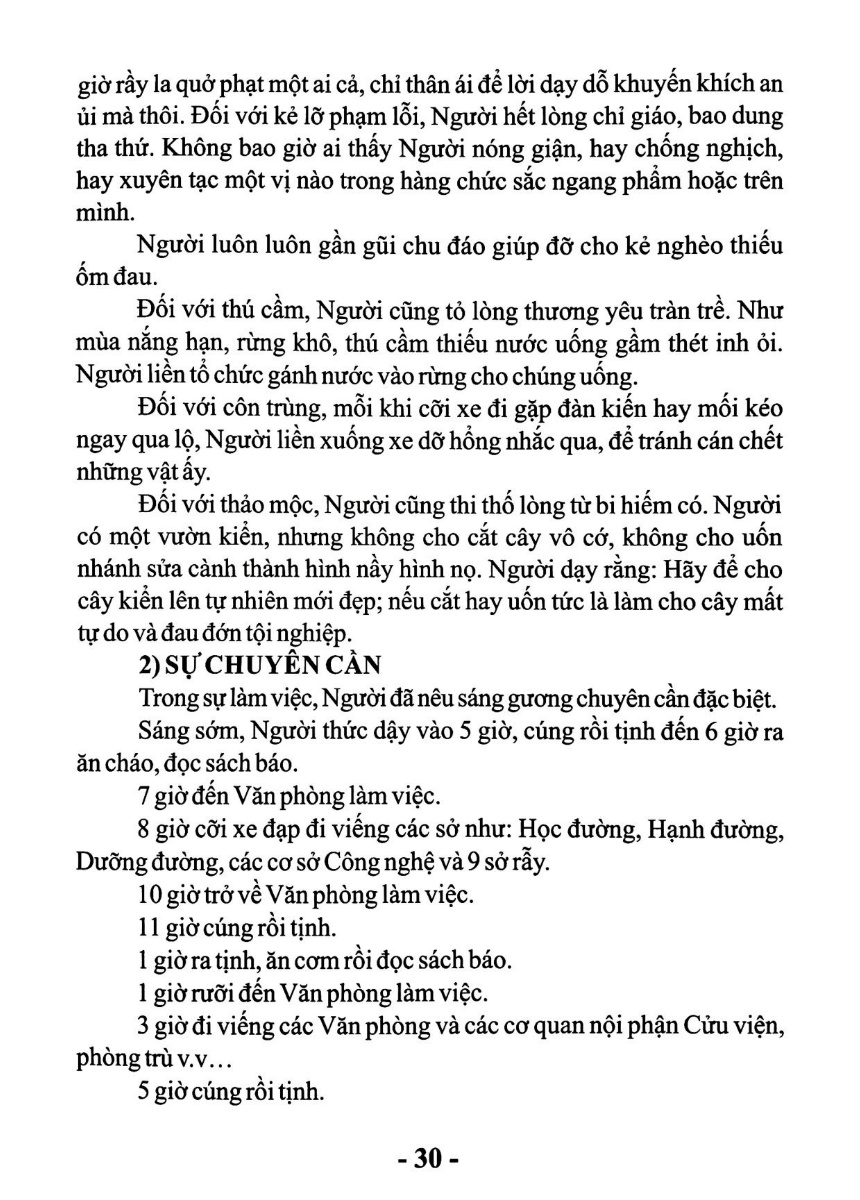 giờ rầy la quở phạt một ai cả, chỉ thân ái để lời dạy dỗ khuyến khích an
ủi mà thôi. Đối với kẻ lỡ phạm lỗi, Người hết lòng chỉ giáo, bao dung
tha thứ. Không bao giờ ai thấy Người nóng giận, hay chống nghịch,
hay xuyên tạc một vị nào trong hàng chức sắc ngang phẩm hoặc trên
mình.
Người luôn luôn gần gũi chu đáo giúp đỡ cho kẻ nghèo thiếu
ốm đau.
Đối với thú cầm, Người cũng tỏ lòng thương yêu tràn trề. Như
mùa nắng hạn, rừng khô, thú cầm thiếu nước uống gầm thét inh ỏi.
Người liền tổ chức gánh nước vào rừng cho chúng uống.
Đối với côn trùng, mỗi khi cỡi xe đi gặp đàn kiến hay mối kéo
ngay qua lộ, Người liền xuống xe dỡ hổng nhắc qua, để tránh cán chết
những vật ấy.
Đối với thảo mộc, Người cũng thi thố lòng từ bi hiếm có. Người
có một vườn kiển, nhưng không cho cắt cây vô cớ, không cho uốn
nhánh sửa cành thành hình nầy hình nọ. Người dạy rằng: Hãy để cho
cây kiển lên tự nhiên mới đẹp; nếu cắt hay uốn tức là làm cho cây mất
tự do và đau đớn tội nghiệp.
2) SỰ CHUYÊN CẦN
Trong sự làm việc, Người đã nêu sáng gương chuyên cần đặc biệt.
Sáng sớm, Người thức dậy vào 5 giờ, cúng rồi tịnh đến 6 giờ ra
ăn cháo, đọc sách báo.
7 giờ đến Văn phòng làm việc.
8 giờ cỡi xe đạp đi viếng các sở như: Học đường, Hạnh đường,
Dưỡng đường, các cơ sở Công nghệ và 9 sở rẫy.
10 giờ trở về Văn phòng làm việc.
11 giờ cúng rồi tịnh.
1 giờ ra tịnh, ăn cơm rồi đọc sách báo.
1 giờ rưỡi đến Văn phòng làm việc.
3 giờ đi viếng các Văn phòng và các cơ quan nội phận Cửu viện,
phòng trù v.v…
5 giờ cúng rồi tịnh.
- 30 -